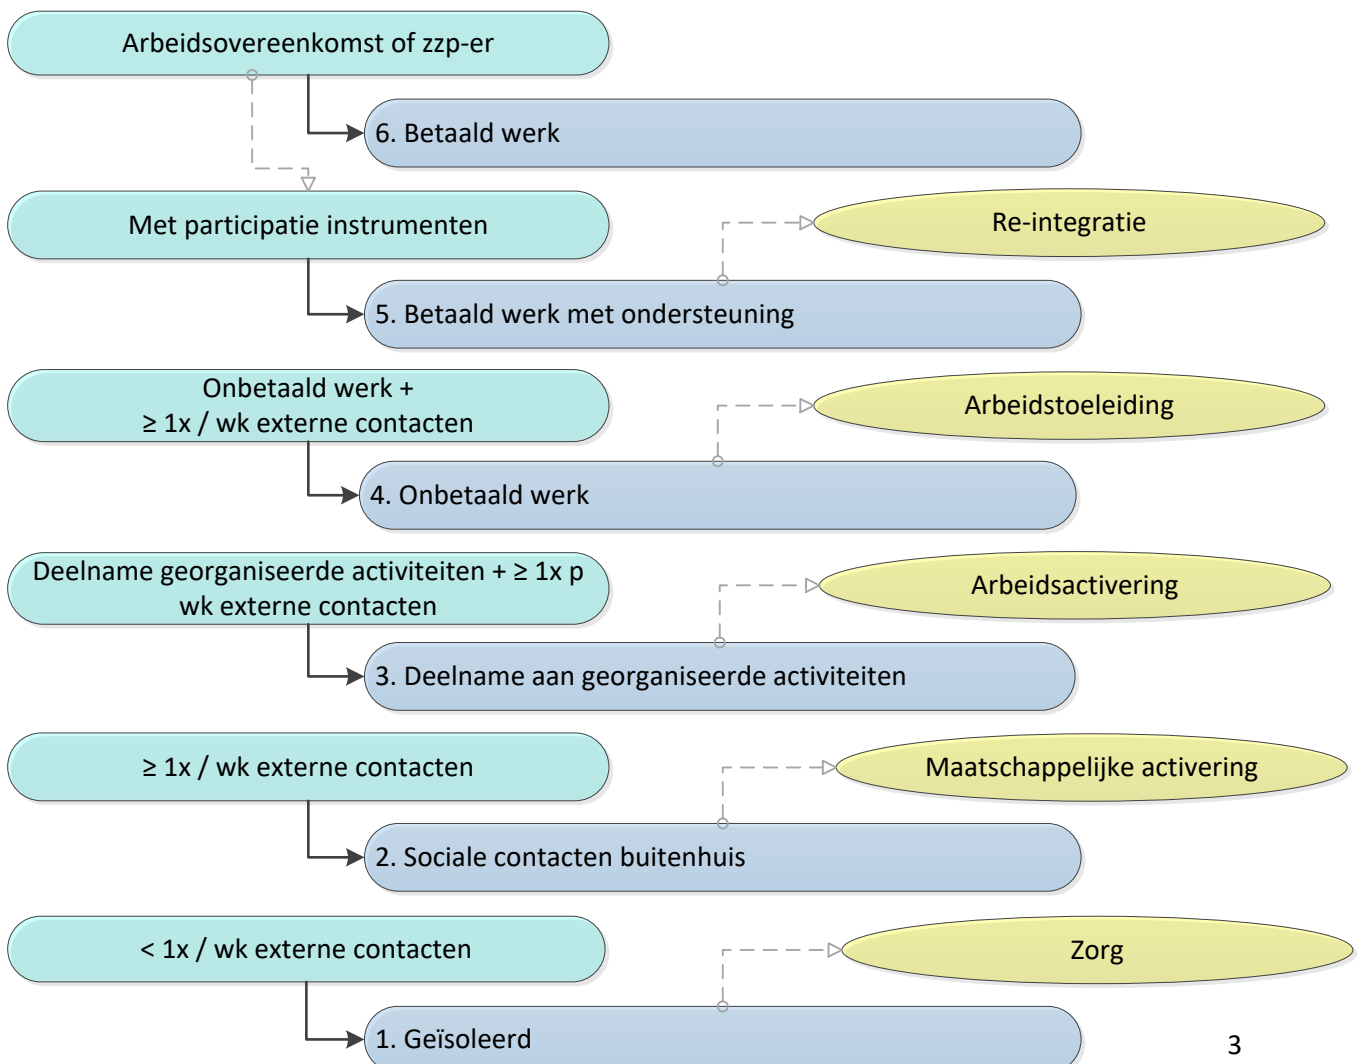 Arbeidsovereenkomst of zzp-er
6. Betaald werk
Met participatie instrumenten
Re-integratie
5. Betaald werk met ondersteuning
Onbetaald werk +
≥ 1x / wk externe contacten
Arbeidstoeleiding
4. Onbetaald werk
Deelname georganiseerde activiteiten + ≥ 1x p
wk externe contacten
Arbeidsactivering
3. Deelname aan georganiseerde activiteiten
≥ 1x / wk externe contacten
Maatschappelijke activering
2. Sociale contacten buitenhuis
< 1x / wk externe contacten
Zorg
1. Geïsoleerd
3